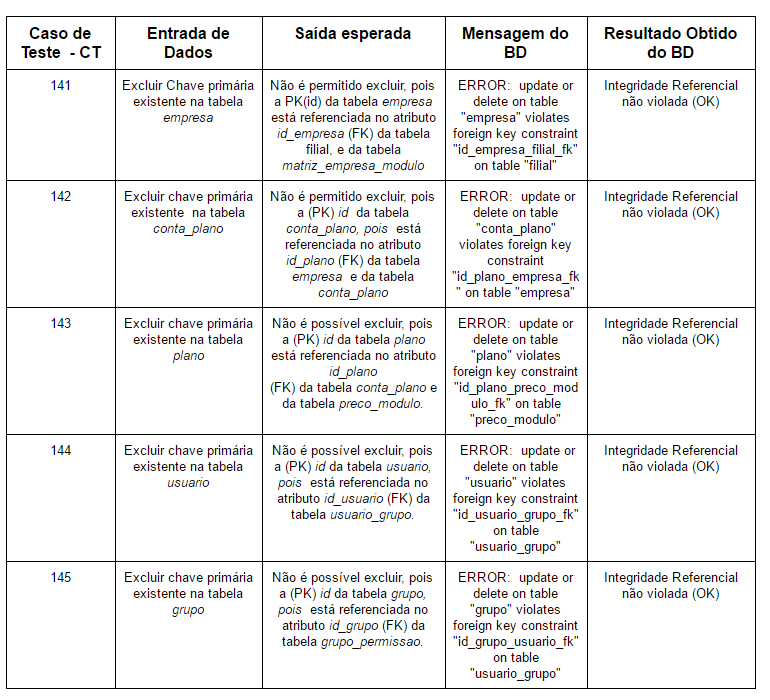 Caso de
Teste - CT
Entrada de
Dados
Saída esperada
Mensagem do
BD
Resultado Obtido
do BD
141
Excluir Chave primária
existente na tabela
empresa
Não é permitido excluir, pois
a PK(id) da tabela empresa
está referenciada no atributo
id_empresa (FK) da tabela
filial, e da tabela
matriz_empresa_modulo
ERROR: update or
delete on table
"empresa" violates
foreign key constraint
"id_empresa_filial_fk"
on table "filial"
Integridade Referencial
não violada (OK)
142
Excluir chave primária
existente na tabela
conta_plano
Não é permitido excluir, pois
a (PK) id da tabela
conta_plano, pois está
referenciada no atributo
id_plano (FK) da tabela
empresa e da tabela
conta_plano
ERROR: update or
delete on table
"conta_plano"
violates foreign key
constraint
"id_plano_empresa_fk
" on table "empresa"
Integridade Referencial
não violada (OK)
143
Excluir chave primária
existente na tabela
plano
Não é possível excluir, pois
a (PK) id da tabela plano
está referenciada no atributo
id_plano
(FK) da tabela conta_plano e
da tabela preco_modulo.
ERROR: update or
delete on table
"plano" violates
foreign key constraint
"id_plano_preco_mod
ulo_fk" on table
"preco_modulo"
Integridade Referencial
não violada (OK)
144
Excluir chave primária
existente na tabela
usuario
Não é possível excluir, pois
a (PK) id da tabela usuario,
pois está referenciada no
atributo id_usuario (FK) da
tabela usuario_grupo.
ERROR: update or
delete on table
"usuario" violates
foreign key constraint
"id_usuario_grupo_fk"
on table
"usuario_grupo"
Integridade Referencial
não violada (OK)
145
Excluir chave primária
existente na tabela
grupo
Não é possível excluir, pois
a (PK) id da tabela grupo,
pois está referenciada no
atributo id_grupo (FK) da
tabela grupo_permissao.
ERROR: update or
delete on table
"grupo" violates
foreign key constraint
"id_grupo_usuario_fk"
on table
"usuario_grupo"
Integridade Referencial
não violada (OK)